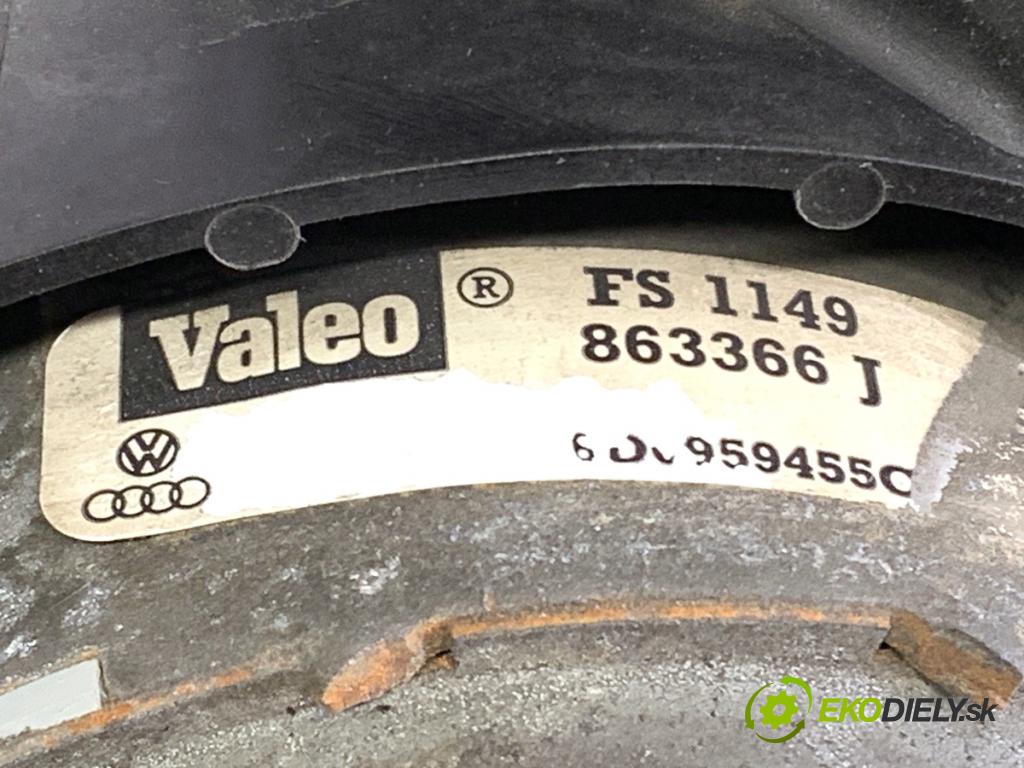 Valeo ® FS 1149
863366 J
959455C
EKODIELY.sk